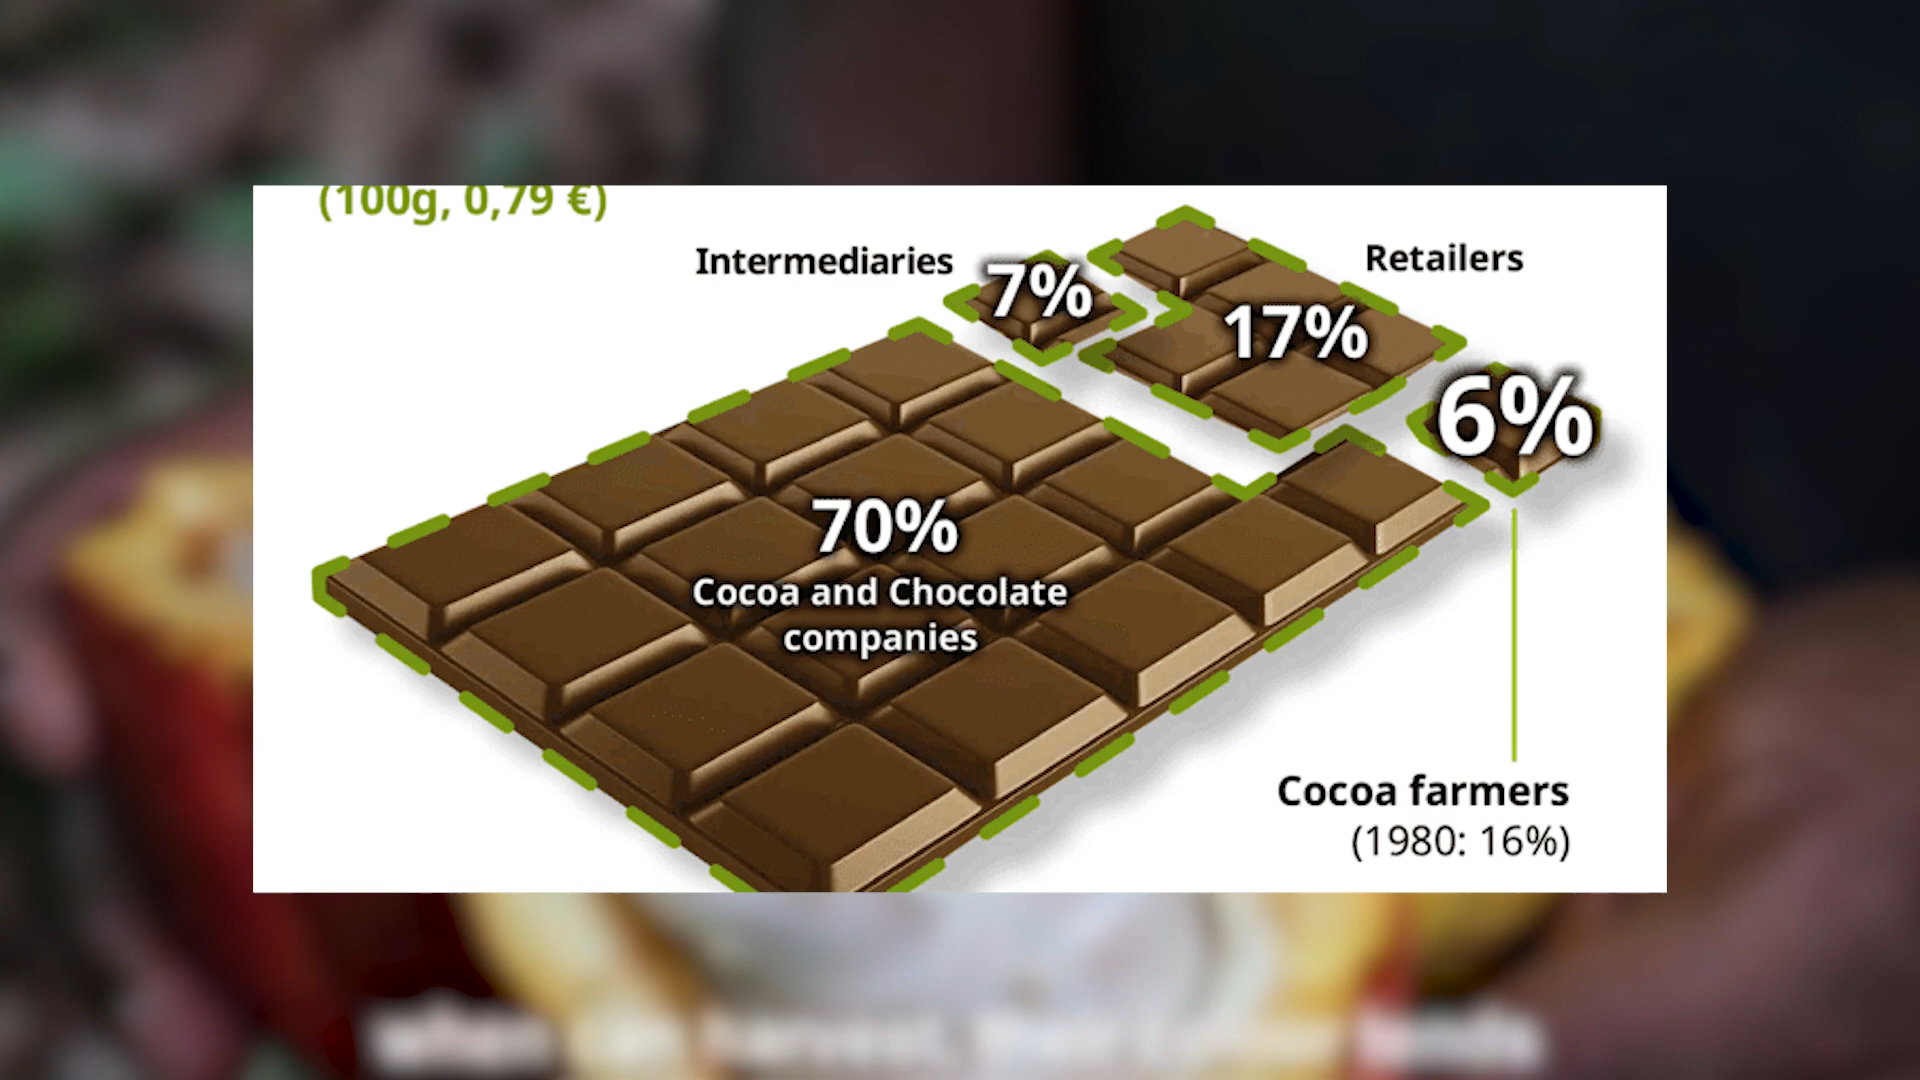 (100g, 0,79 €)
Intermediaries
7%
Retailers
17%
6%
70%
Cocoa and Chocolate
companies
Cocoa farmers
(1980: 16%)